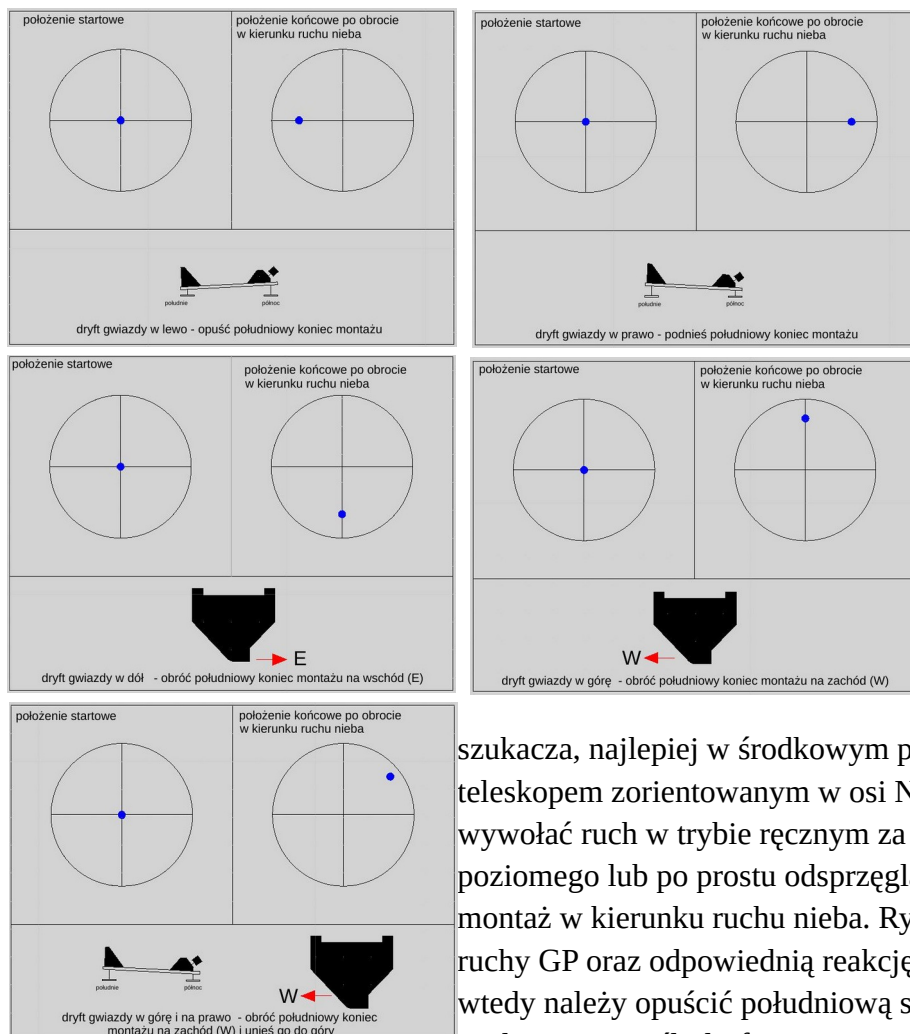 położenie startowe
położenie końcowe po obrocie
w kierunku ruchu nieba
południe
północ
dryft gwiazdy w lewo - opuść południowy koniec montażu
położenie startowe
położenie końcowe po obrocie
w kierunku ruchu nieba
południe
północ
dryft gwiazdy w prawo - podnieś południowy koniec montażu
położenie startowe
położenie końcowe po obrocie
w kierunku ruchu nieba
E
dryft gwiazdy w dół - obróć południowy koniec montażu na wschód (E)
położenie startowe
położenie końcowe po obrocie
w kierunku ruchu nieba
W
dryft gwiazdy w górę - obróć południowy koniec montażu na zachód (W)
położenie startowe
położenie końcowe po obrocie
w kierunku ruchu nieba
południe
północ
W
dryft gwiazdy w górę i na prawo - obróć południowy koniec
montażu na zachód (W) i unieś go do góry
szukacza, najlepiej w środkowym p
teleskopem zorientowanym w osi N
wywołać ruch w trybie ręcznym za
poziomego lub po prostu odsprzęgla
montaż w kierunku ruchu nieba. Ry
ruchy GP oraz odpowiednią reakcję
wtedy należy opuścić południową s